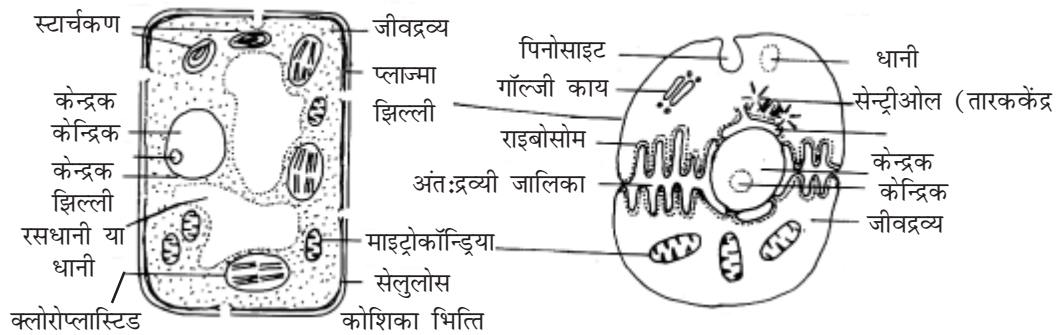 स्टार्चकण
केन्द्रक
केन्द्रिक
केन्द्रक
झिल्ली
रसधानी या
धानी
क्लोरोप्लास्टिड
जीवद्रव्य
प्लाज्मा
झिल्ली
माइट्रोकॉन्ड्रिया
सेलुलोस
कोशिका भित्ति
पिनोसाइट
गॉल्जी काय
राइबोसोम
अंत:द्रव्यी जालिका
धानी
सेन्ट्रीओल (तारककेंद्र
केन्द्रक
केन्द्रिक
जीवद्रव्य